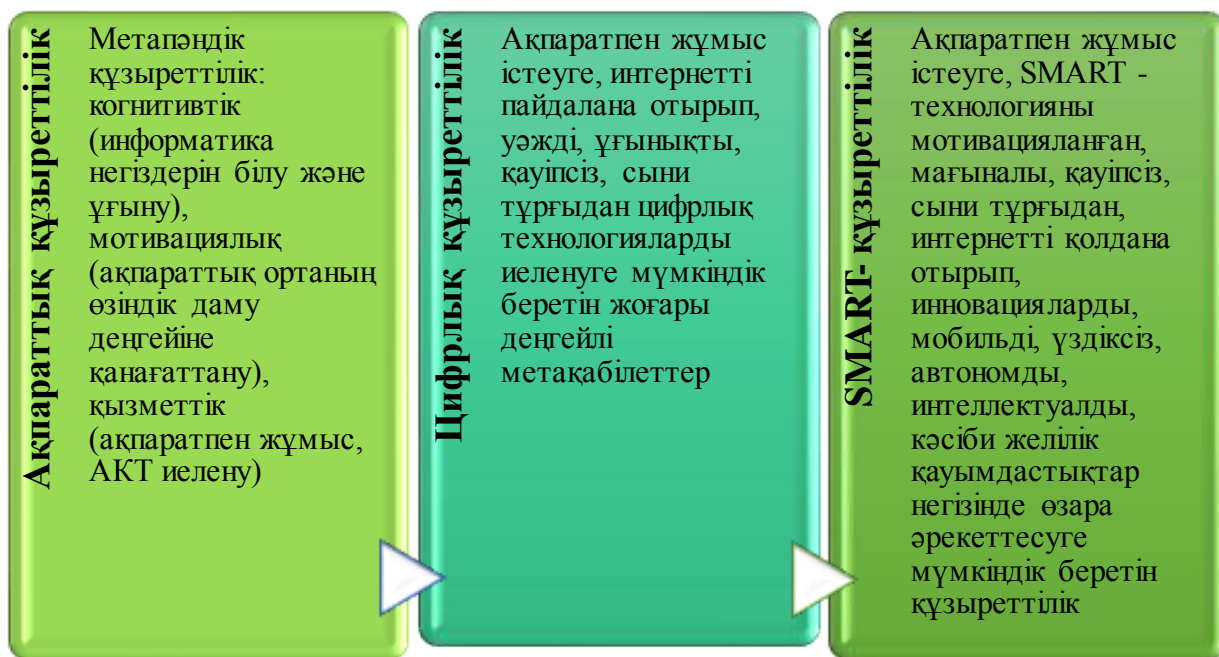 Ақпараттық құзыреттілік
Метапәндік
құзыреттілік:
когнитивтік
(информатика
негіздерін білу және
ұғыну),
мотивациялық
(ақпараттық ортаның
өзіндік даму
деңгейіне
қанағаттану),
қызметтік
(ақпаратпен жұмыс,
АКТ иелену)
Цифрлық құзыреттілік
Ақпаратпен жұмыс
істеуге, интернетті
пайдалана отырып,
уәжді, ұғынықты,
қауіпсіз, сыни
тұрғыдан цифрлық
технологияларды
иеленуге мүмкіндік
беретін жоғары
деңгейлі
метақабілеттер
SMART- құзыреттілік
Ақпаратпен жұмыс
істеуге, SMART -
технологияны
мотивацияланған,
мағыналы, қауіпсіз,
сыни тұрғыдан,
интернетті қолдана
отырып,
инновацияларды,
мобильді, үздіксіз,
автономды,
интеллектуалды,
кәсіби желілік
қауымдастықтар
негізінде өзара
әрекеттесуге
мүмкіндік беретін
құзыреттілік